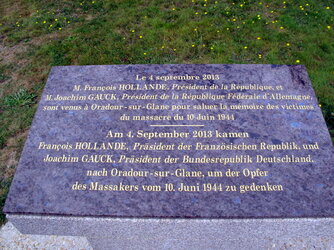 Le 4 septembre 2013
M. François HOLLANDE, Président de la République, et
M. Joachim GAUCK, Président de la République Fédérale d'Allemagne,
sont venus à Oradour-sur-Glane pour saluer la mémoire des victimes
du massacre du 10 Juin 1944
Am 4. September 2013 kamen
François HOLLANDE, Präsident der Französischen Republik, und
Joachim GAUCK, Präsident der Bundesrepublik Deutschland,
nach Oradour-sur-Glane, um der Opfer
des Massakers vom 10. Juni 1944 zu gedenken